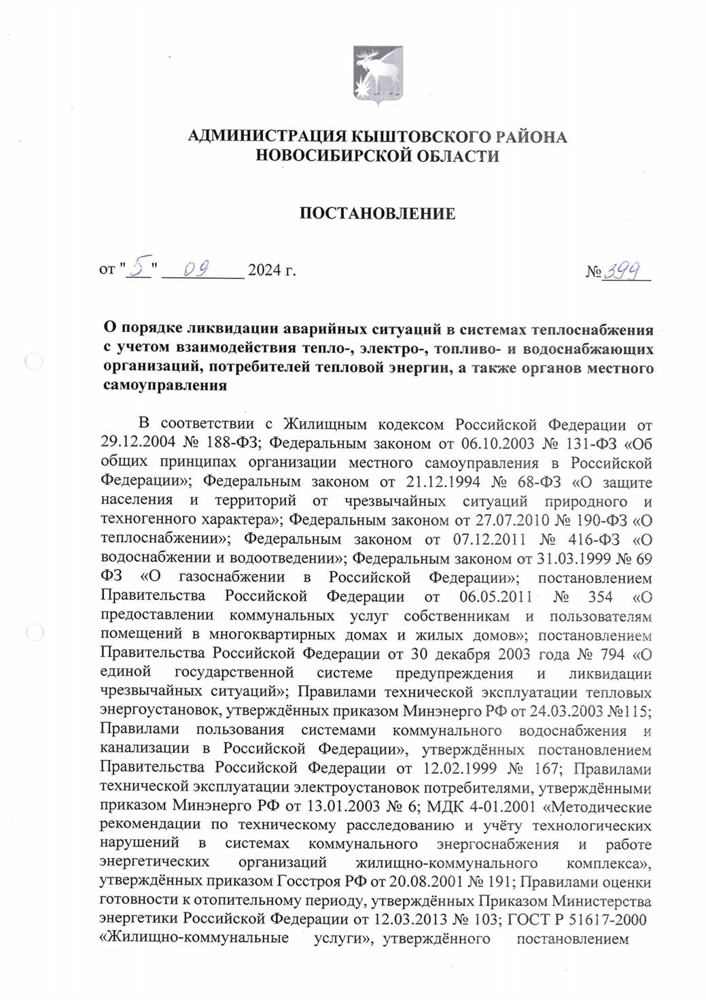 АДМИНИСТРАЦИЯ КЫШТОВСКОГО РАЙОНА
НОВОСИБИРСКОЙ ОБЛАСТИ
ПОСТАНОВЛЕНИЕ
от "5" 09 2024 г. №399
О порядке ликвидации аварийных ситуаций в системах теплоснабжения
с учетом взаимодействия тепло-, электро-, топливо- и водоснабжающих
организаций, потребителей тепловой энергии, а также органов местного
самоуправления
В соответствии с Жилищным кодексом Российской Федерации от
29.12.2004 № 188-ФЗ; Федеральным законом от 06.10.2003 № 131-ФЗ «Об
общих принципах организации местного самоуправления в Российской
Федерации»; Федеральным законом от 21.12.1994 № 68-ФЗ «О защите
населения и территорий от чрезвычайных ситуаций природного и
техногенного характера»; Федеральным законом от 27.07.2010 № 190-ФЗ «О
теплоснабжении»; Федеральным законом от 07.12.2011 № 416-ФЗ «О
водоснабжении и водоотведении»; Федеральным законом от 31.03.1999 № 69
ФЗ «О газоснабжении в Российской Федерации»; постановлением
Правительства Российской Федерации от 06.05.2011 № 354 «О
предоставлении коммунальных услуг собственникам и пользователям
помещений в многоквартирных домах и жилых домов»; постановлением
Правительства Российской Федерации от 30 декабря 2003 года № 794 «О
единой государственной системе предупреждения и ликвидации
чрезвычайных ситуаций»; Правилами технической эксплуатации тепловых
энергоустановок, утверждённых приказом Минэнерго РФ от 24.03.2003 №115;
Правилами пользования системами коммунального водоснабжения и
канализации в Российской Федерации», утверждённых постановлением
Правительства Российской Федерации от 12.02.1999 № 167; Правилами
технической эксплуатации электроустановок потребителями, утверждёнными
приказом Минэнерго РФ от 13.01.2003 № 6; МДК 4-01.2001 «Методические
рекомендации по техническому расследованию и учёту технологических
нарушений в системах коммунального энергоснабжения и работе
энергетических организаций жилищно-коммунального комплекса»,
утверждённых приказом Госстроя РФ от 20.08.2001 № 191; Правилами оценки
готовности к отопительному периоду, утверждённых Приказом Министерства
энергетики Российской Федерации от 12.03.2013 № 103; ГОСТ Р 51617-2000
«Жилищно-коммунальные услуги», утверждённого постановлением